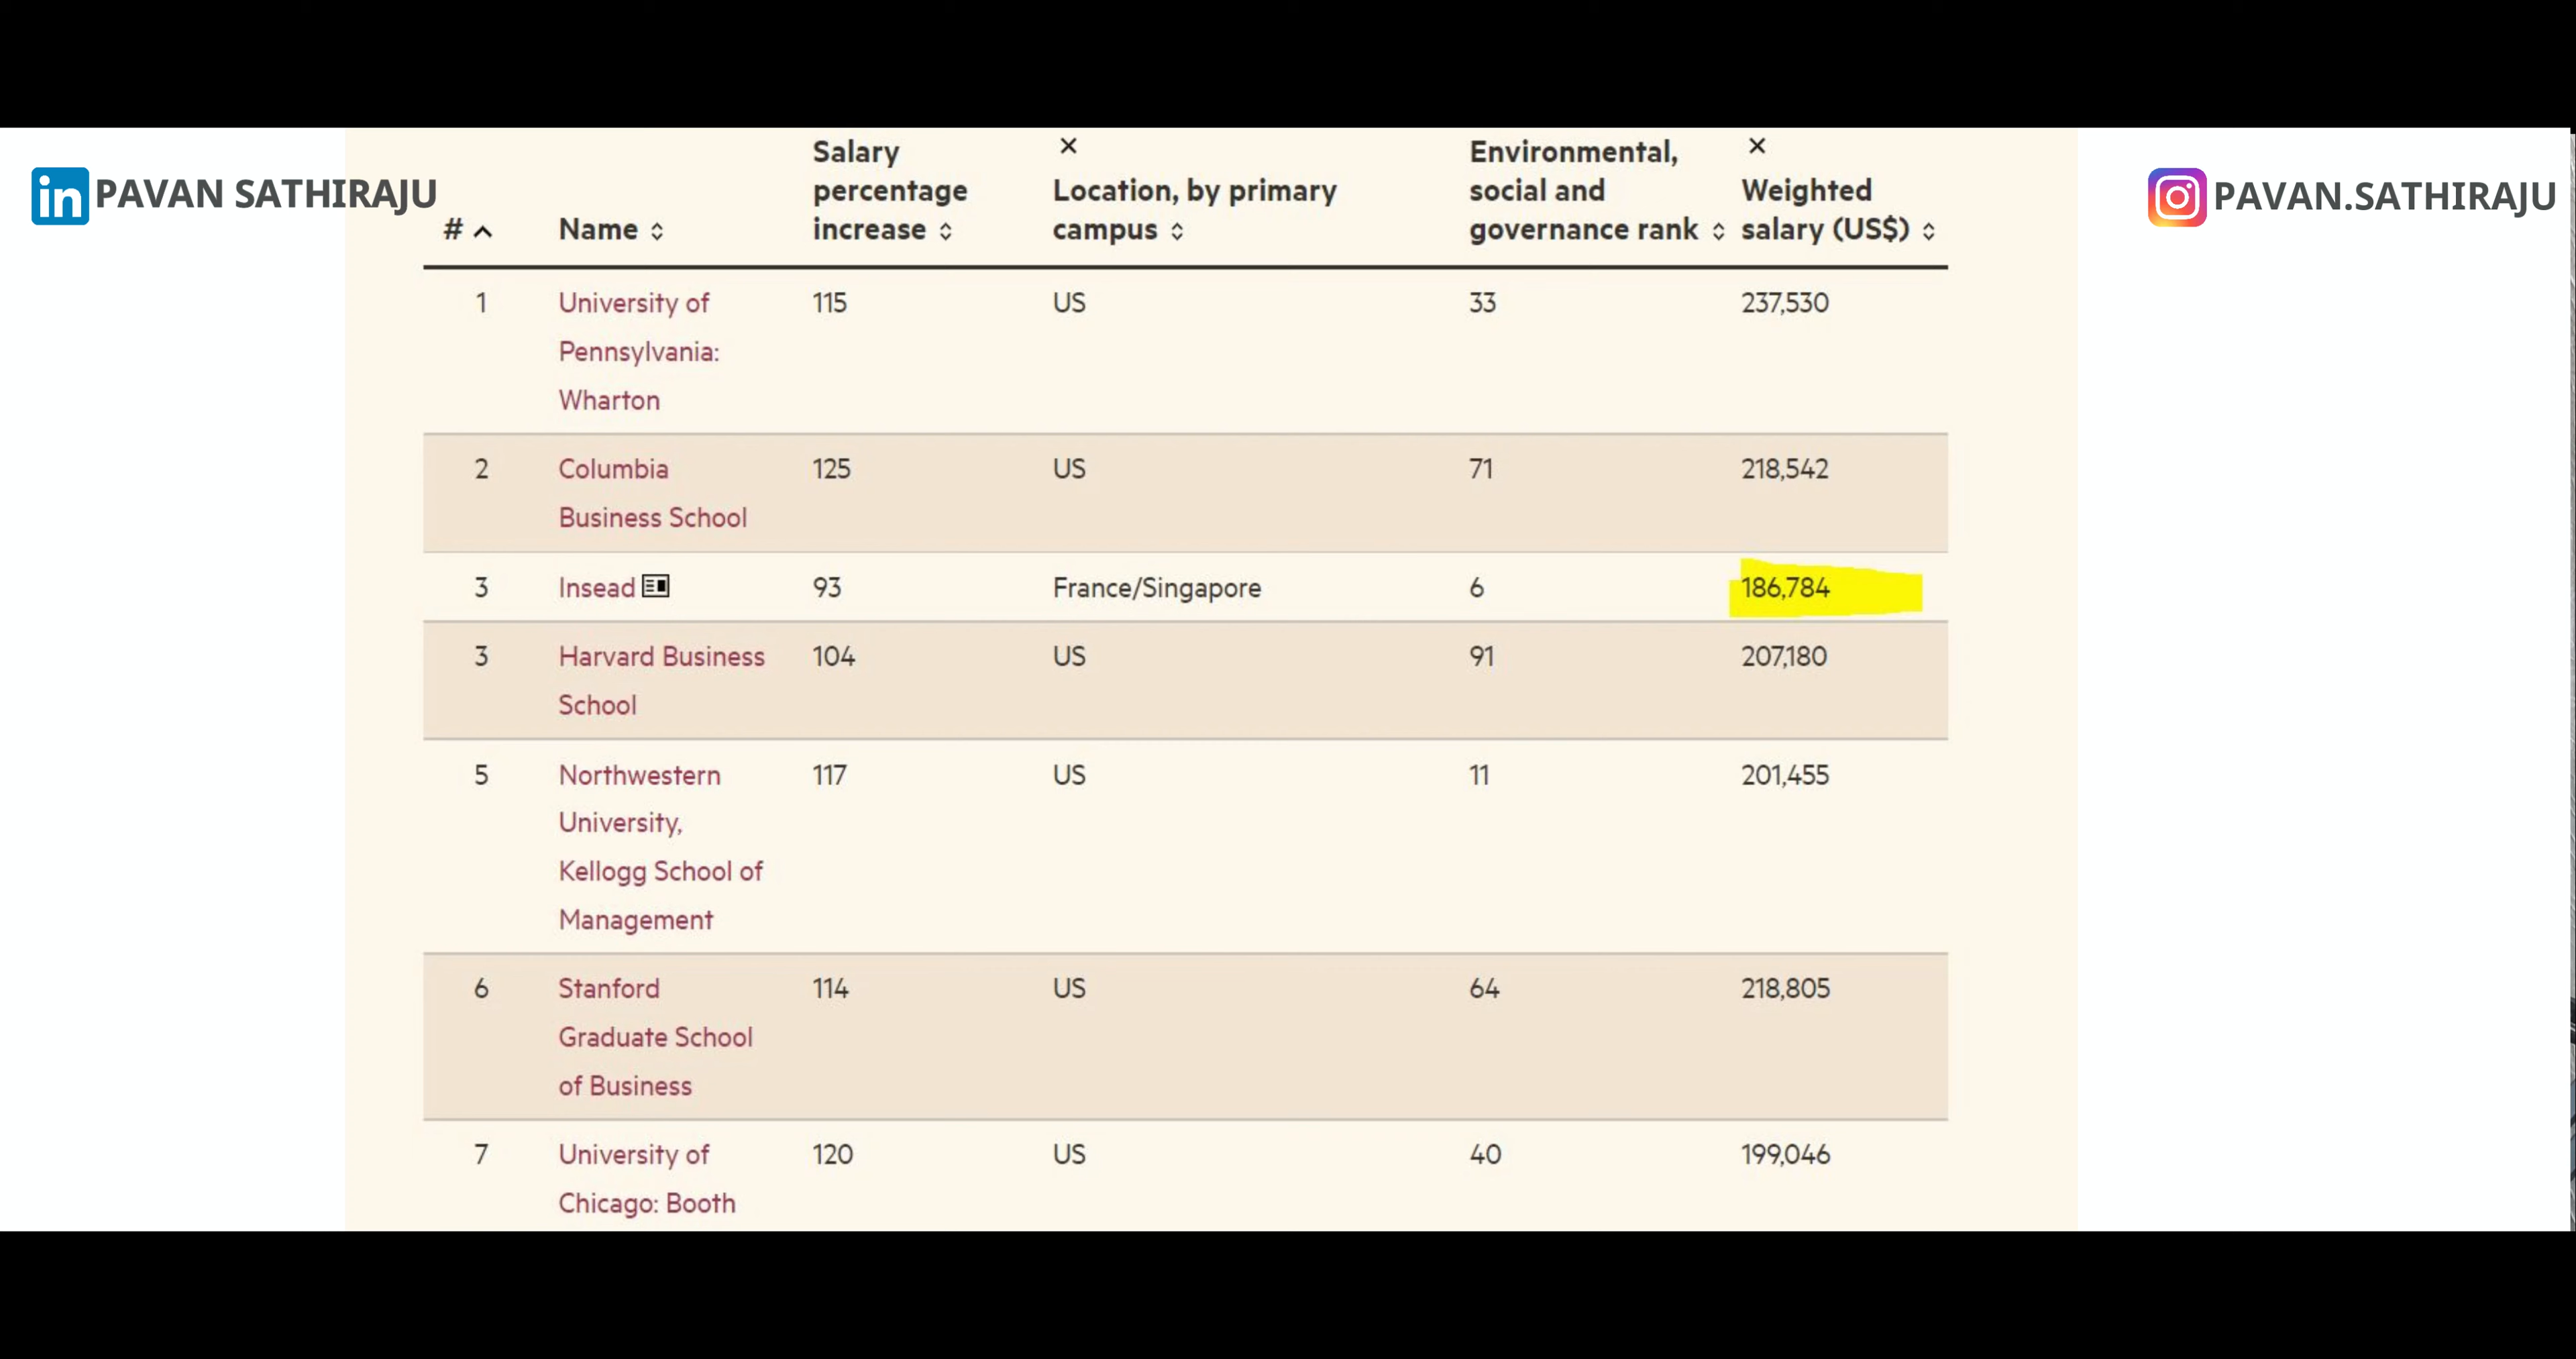 in PAVAN SATHIRAJU
PAVAN.SATHIRAJU
# Name Salary percentage increase Location, by primary campus Environmental, social and governance rank Weighted salary (US$)
1 University of Pennsylvania: Wharton 115 US 33 237,530
2 Columbia Business School 125 US 71 218,542
3 Insead 93 France/Singapore 6 186,784
3 Harvard Business School 104 US 91 207,180
5 Northwestern University, Kellogg School of Management 117 US 11 201,455
6 Stanford Graduate School of Business 114 US 64 218,805
7 University of Chicago: Booth 120 US 40 199,046